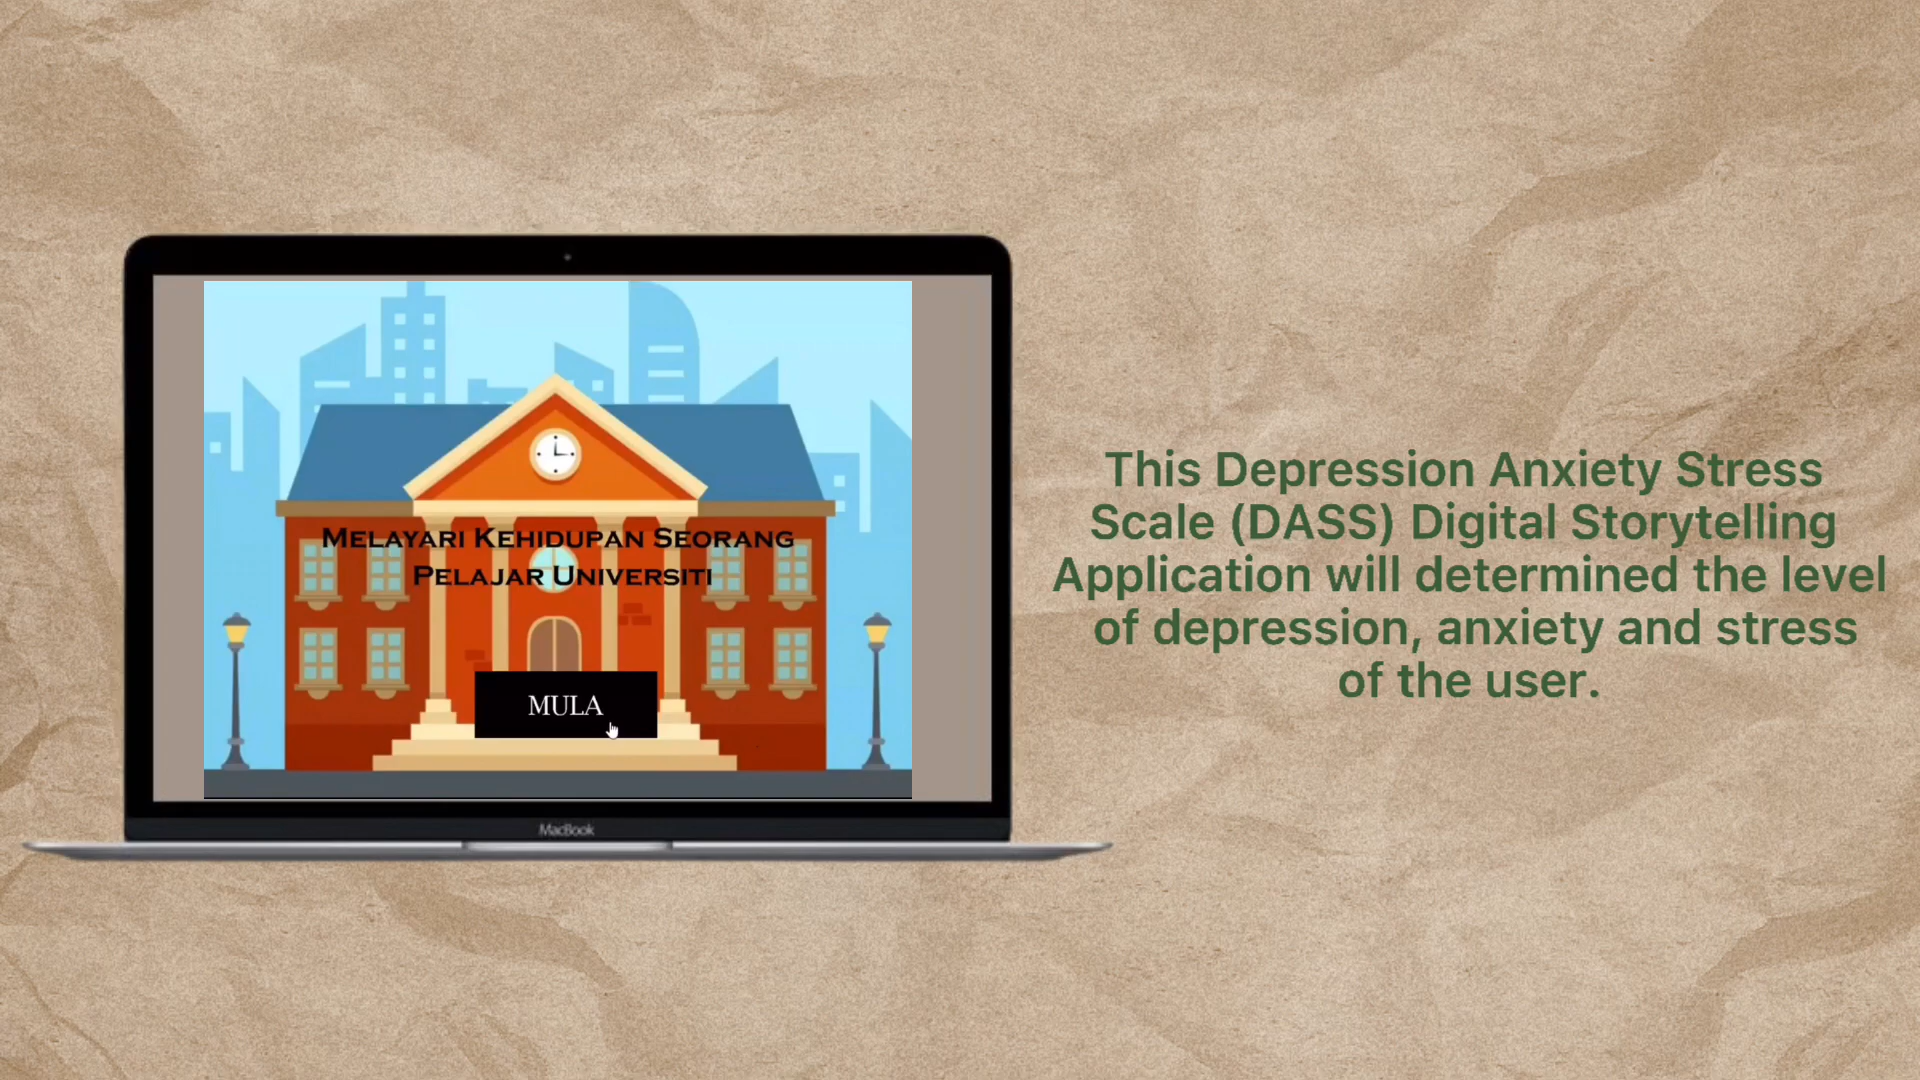 MELAYARI KEHIDUPAN SEORANG
PELAJAR UNIVERSITI
MULA
MacBook
This Depression Anxiety Stress
Scale (DASS) Digital Storytelling
Application will determined the level
of depression, anxiety and stress
of the user.